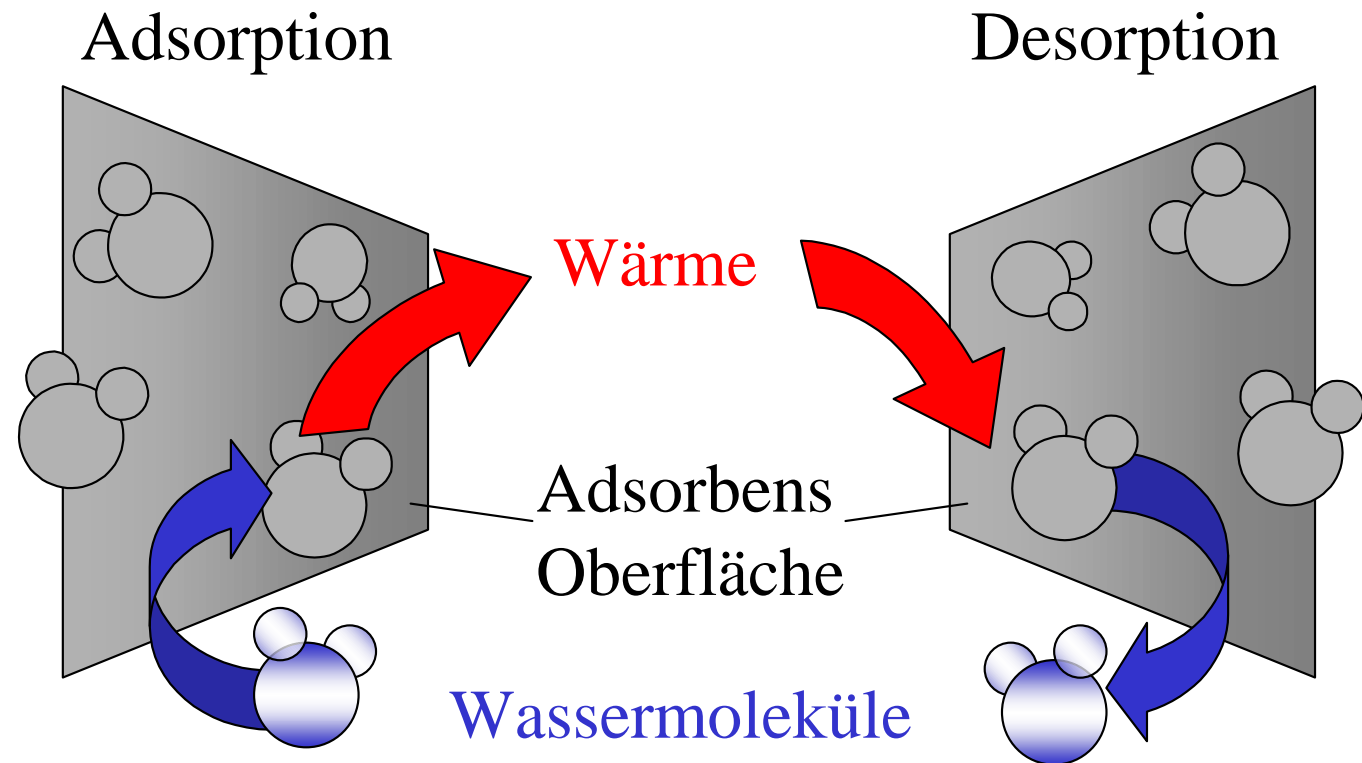 Adsorption
Desorption
Wärme
Adsorbens
Oberfläche
Wassermoleküle